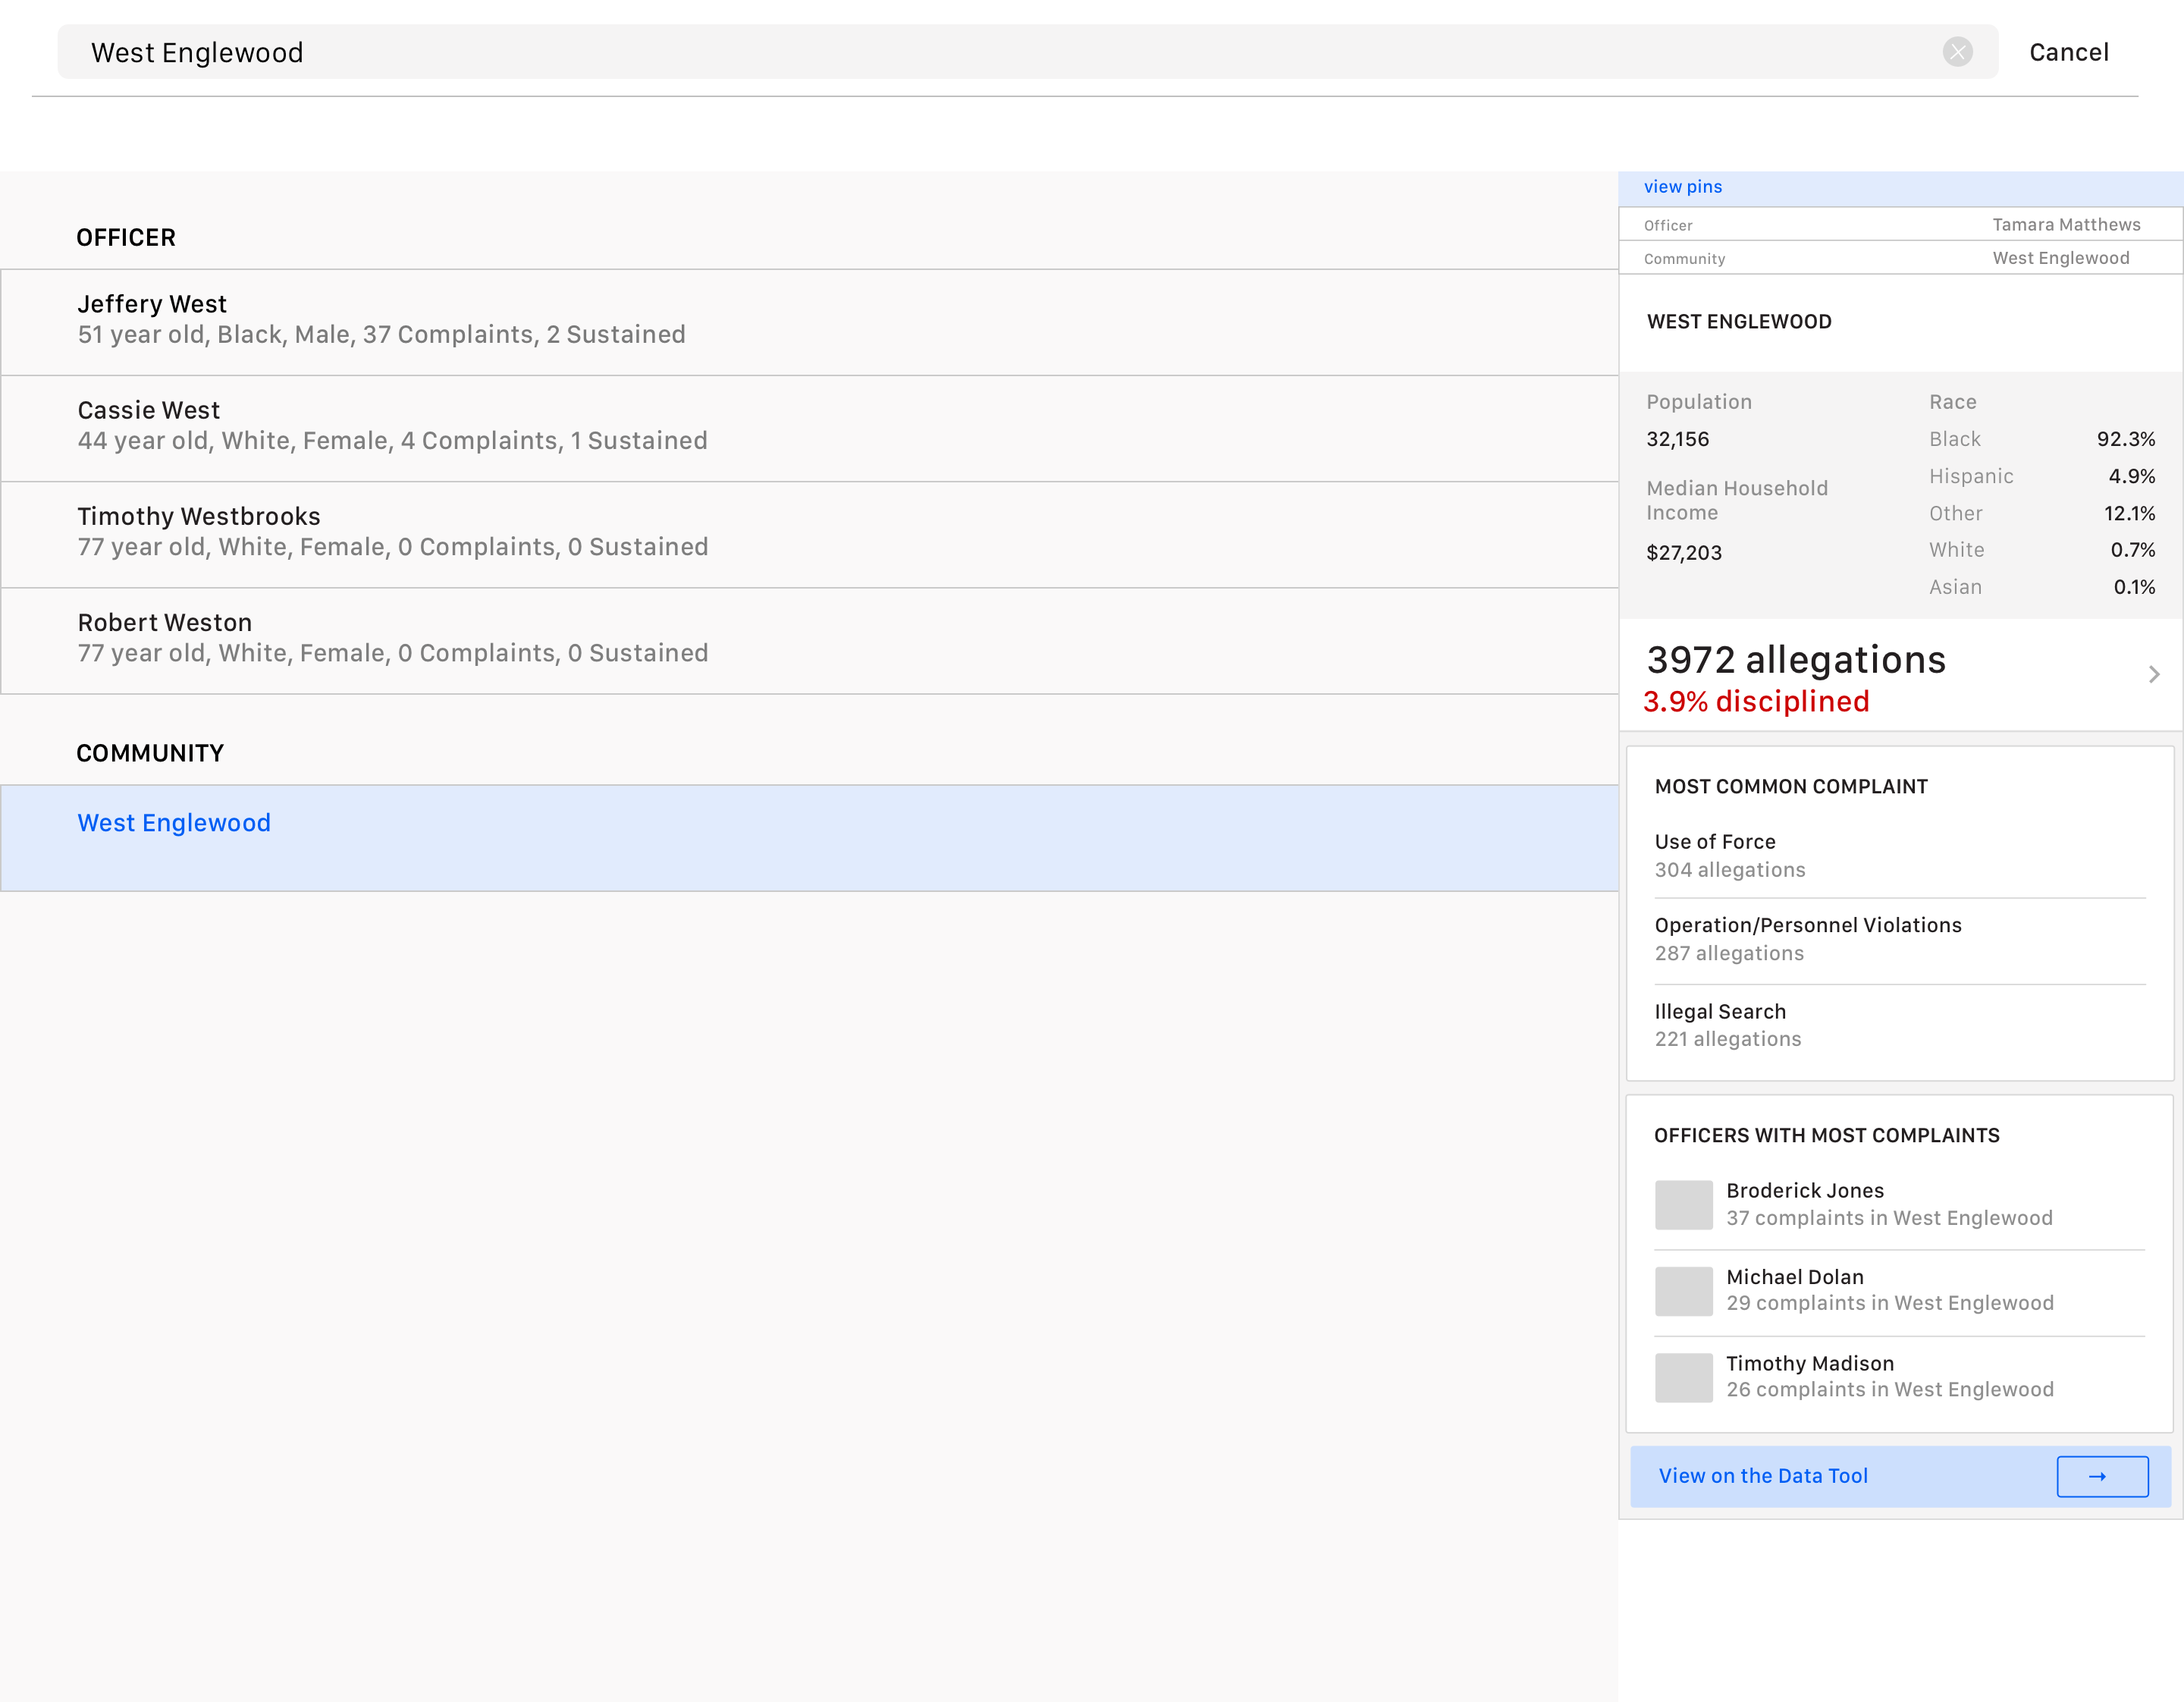 West Englewood
Cancel
OFFICER
Jeffery West
51 year old, Black, Male, 37 Complaints, 2 Sustained
Cassie West
44 year old, White, Female, 4 Complaints, 1 Sustained
Timothy Westbrooks
77 year old, White, Female, 0 Complaints, 0 Sustained
Robert Weston
77 year old, White, Female, 0 Complaints, 0 Sustained
COMMUNITY
West Englewood
view pins
Officer Tamara Matthews
Community West Englewood
WEST ENGLEWOOD
Population
32,156
Median Household
Income
$27,203
Race
Black 92.3%
Hispanic 4.9%
Other 12.1%
White 0.7%
Asian 0.1%
3972 allegations
3.9% disciplined
MOST COMMON COMPLAINT
Use of Force
304 allegations
Operation/Personnel Violations
287 allegations
Illegal Search
221 allegations
OFFICERS WITH MOST COMPLAINTS
Broderick Jones
37 complaints in West Englewood
Michael Dolan
29 complaints in West Englewood
Timothy Madison
26 complaints in West Englewood
View on the Data Tool →